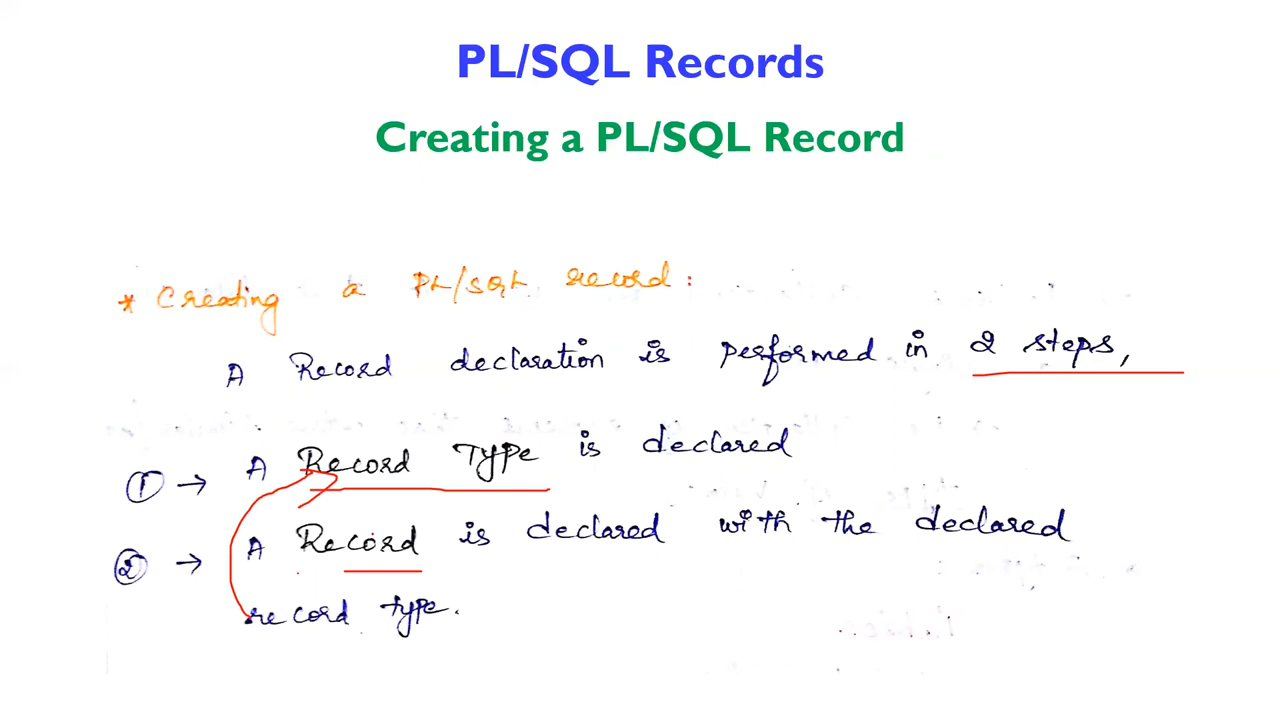 PL/SQL Records
Creating a PL/SQL Record
* Creating a PL/SQL record:
A Record declaration is performed in 2 steps,
① → A Record Type is declared
② → A Record is declared with the declared
record type.